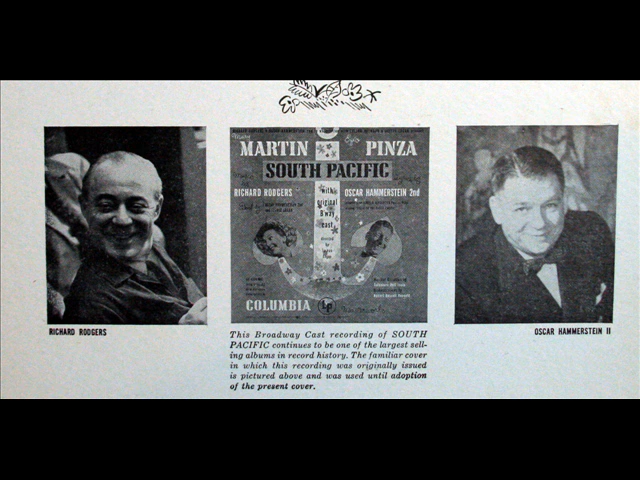 MARTIN PINZA
SOUTH PACIFIC
RICHARD RODGERS OSCAR HAMMERSTEIN 2nd
with
original
B'way
cast
COLUMBIA
RICHARD RODGERS
OSCAR HAMMERSTEIN II
This Broadway Cast recording of SOUTH
PACIFIC continues to be one of the largest sell-
ing albums in record history. The familiar cover
in which this recording was originally issued
is pictured above and was used until adoption
of the present cover.